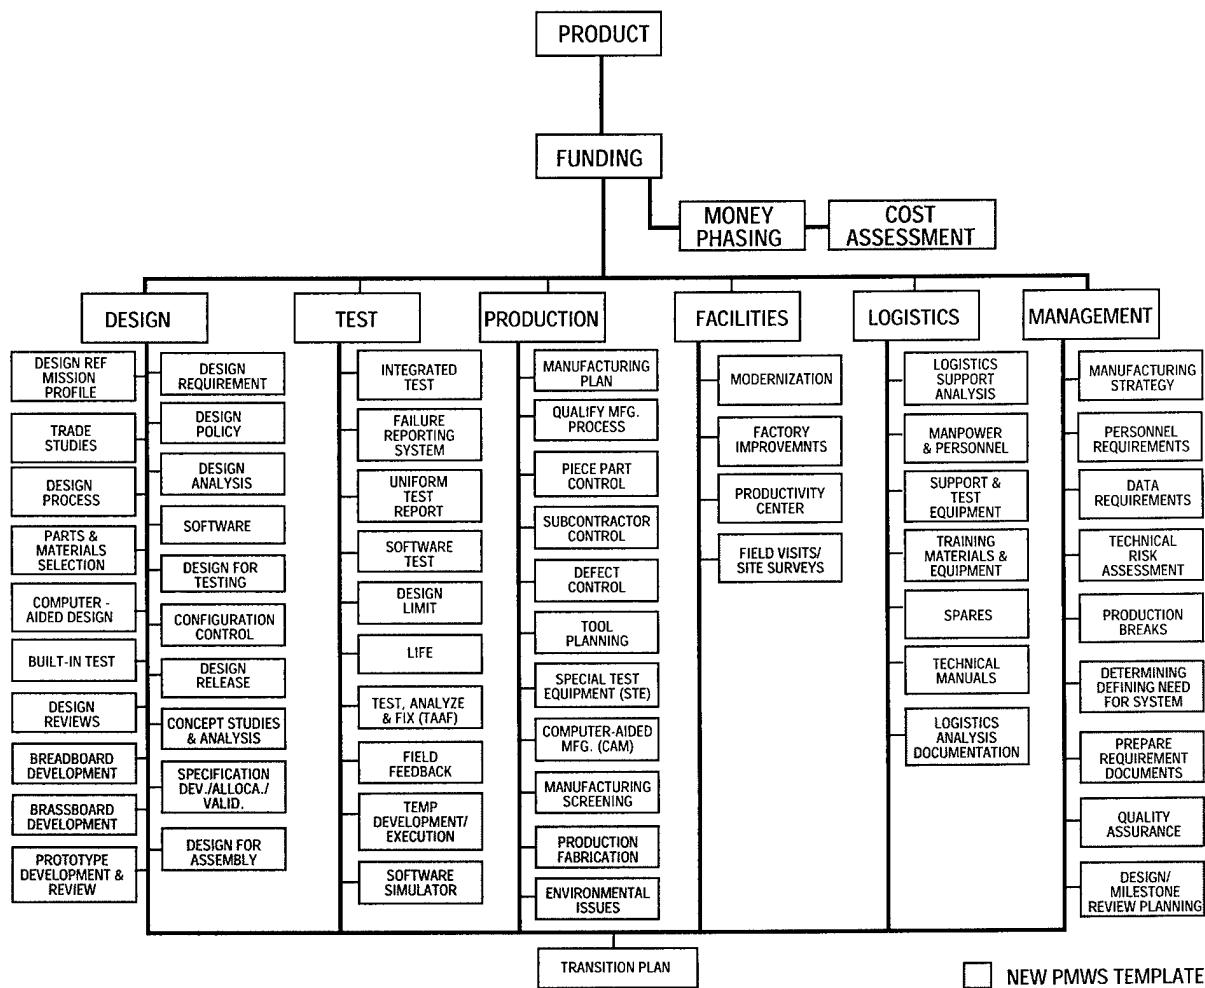 PRODUCT
FUNDING
MONEY
PHASING
COST
ASSESSMENT
DESIGN
TEST
PRODUCTION
FACILITIES
LOGISTICS
MANAGEMENT
DESIGN REF
MISSION
PROFILE
TRADE
STUDIES
DESIGN
PROCESS
PARTS &
MATERIALS
SELECTION
COMPUTER -
AIDED DESIGN
BUILT-IN TEST
DESIGN
REVIEWS
BREADBOARD
DEVELOPMENT
BRASSBOARD
DEVELOPMENT
PROTOTYPE
DEVELOPMENT &
REVIEW
DESIGN
REQUIREMENT
DESIGN
POLICY
DESIGN
ANALYSIS
SOFTWARE
DESIGN FOR
TESTING
CONFIGURATION
CONTROL
DESIGN
RELEASE
CONCEPT STUDIES
& ANALYSIS
SPECIFICATION
DEV./ALLOCA./
VALID.
DESIGN FOR
ASSEMBLY
INTEGRATED
TEST
FAILURE
REPORTING
SYSTEM
UNIFORM
TEST
REPORT
SOFTWARE
TEST
DESIGN
LIMIT
LIFE
TEST, ANALYZE
& FIX (TAAF)
FIELD
FEEDBACK
TEMP
DEVELOPMENT/
EXECUTION
SOFTWARE
SIMULATOR
MANUFACTURING
PLAN
QUALIFY MFG.
PROCESS
PIECE PART
CONTROL
SUBCONTRACTOR
CONTROL
DEFECT
CONTROL
TOOL
PLANNING
SPECIAL TEST
EQUIPMENT (STE)
COMPUTER-AIDED
MFG. (CAM)
MANUFACTURING
SCREENING
PRODUCTION
FABRICATION
ENVIRONMENTAL
ISSUES
MODERNIZATION
FACTORY
IMPROVEMNTS
PRODUCTIVITY
CENTER
FIELD VISITS/
SITE SURVEYS
LOGISTICS
SUPPORT
ANALYSIS
MANPOWER
& PERSONNEL
SUPPORT &
TEST
EQUIPMENT
TRAINING
MATERIALS &
EQUIPMENT
SPARES
TECHNICAL
MANUALS
LOGISTICS
ANALYSIS
DOCUMENTATION
MANUFACTURING
STRATEGY
PERSONNEL
REQUIREMENTS
DATA
REQUIREMENTS
TECHNICAL
RISK
ASSESSMENT
PRODUCTION
BREAKS
DETERMINING
DEFINING NEED
FOR SYSTEM
PREPARE
REQUIREMENT
DOCUMENTS
QUALITY
ASSURANCE
DESIGN/
MILESTONE
REVIEW PLANNING
TRANSITION PLAN
NEW PMWS TEMPLATE